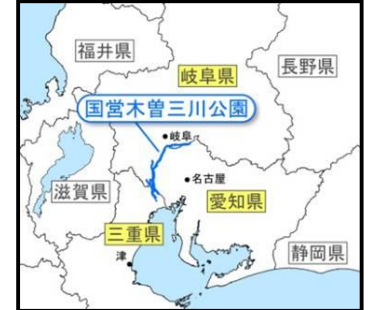 福井県
長野県
岐阜県
国営木曽三川公園
岐阜
名古屋
滋賀県
愛知県
三重県
静岡県
津